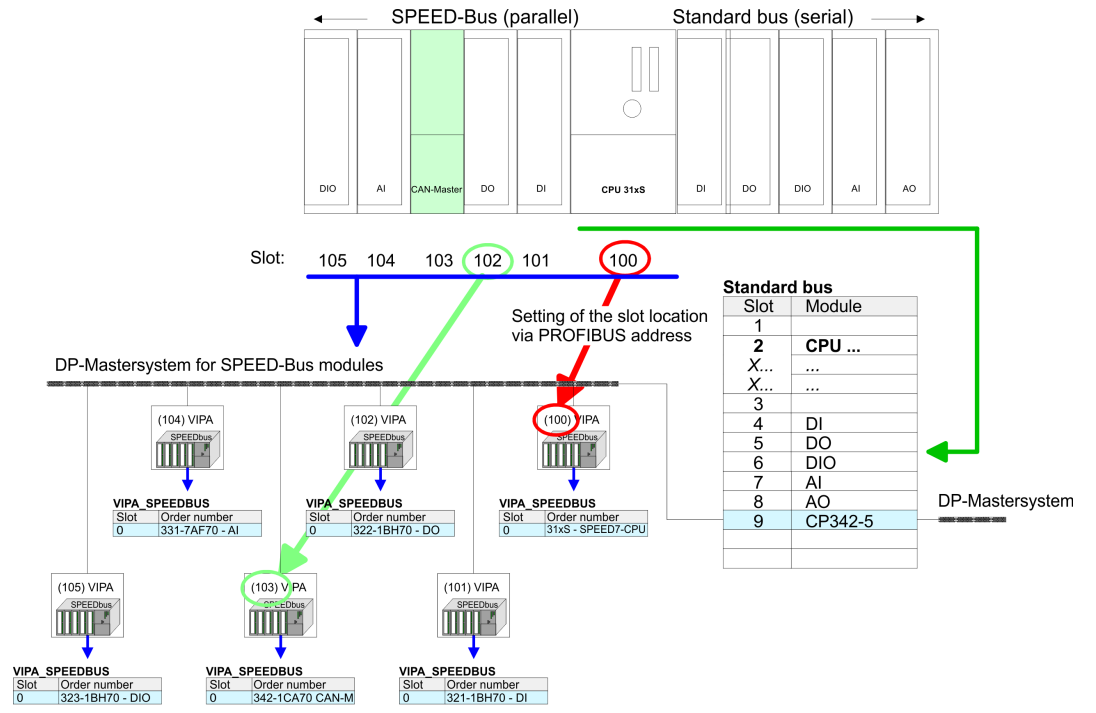 SPEED-Bus (parallel) Standard bus (serial)
DIO AI CAN-Master DO DI CPU 31xS DI DO DIO AI AO
Slot: 105 104 103 102 101 100
Setting of the slot location
via PROFIBUS address
DP-Mastersystem for SPEED-Bus modules
(104) VIPA
SPEEDbus
VIPA_SPEEDBUS
Slot Order number
0 331-7AF70 - AI
(102) VIPA
SPEEDbus
VIPA_SPEEDBUS
Slot Order number
0 322-1BH70 - DO
(100) VIPA
SPEEDbus
VIPA_SPEEDBUS
Slot Order number
0 31xS - SPEED7-CPU
(105) VIPA
SPEEDbus
VIPA_SPEEDBUS
Slot Order number
0 323-1BH70 - DIO
(103) VIPA
SPEEDbus
VIPA_SPEEDBUS
Slot Order number
0 342-1CA70 CAN-M
(101) VIPA
SPEEDbus
VIPA_SPEEDBUS
Slot Order number
0 321-1BH70 - DI
Standard bus
Slot Module
1
2 CPU ...
X... ...
X... ...
3
4 DI
5 DO
6 DIO
7 AI
8 AO
9 CP342-5
DP-Mastersystem